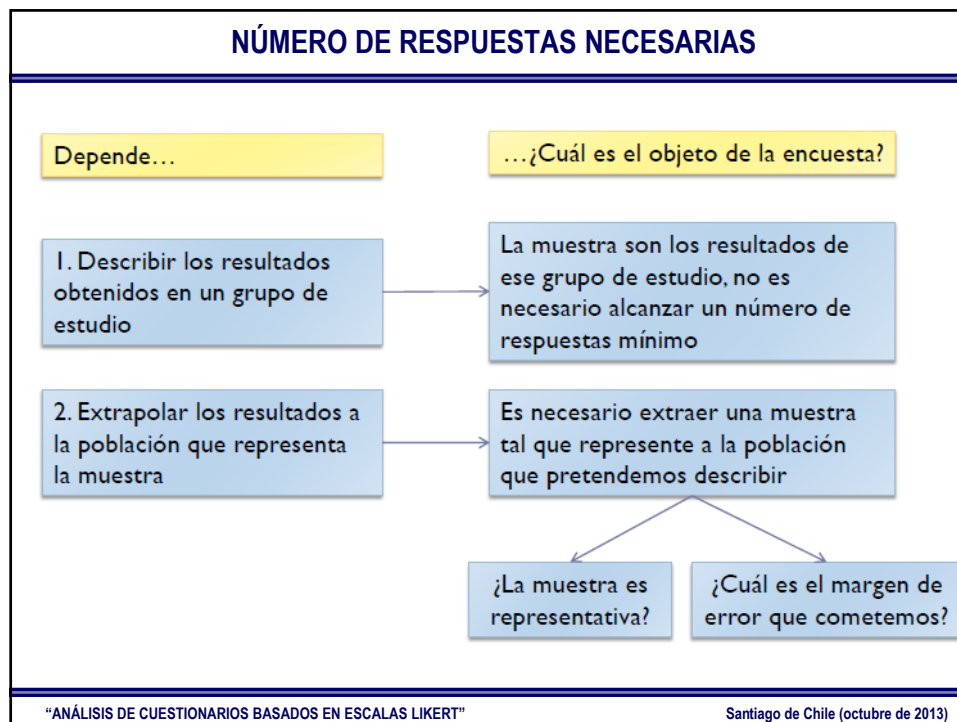 NÚMERO DE RESPUESTAS NECESARIAS
Depende…
…¿Cuál es el objeto de la encuesta?
1. Describir los resultados
obtenidos en un grupo de
estudio
La muestra son los resultados de
ese grupo de estudio, no es
necesario alcanzar un número de
respuestas mínimo
2. Extrapolar los resultados a
la población que representa
la muestra
Es necesario extraer una muestra
tal que represente a la población
que pretendemos describir
¿La muestra es
representativa?
¿Cuál es el margen de
error que cometemos?
“ANÁLISIS DE CUESTIONARIOS BASADOS EN ESCALAS LIKERT”
Santiago de Chile (octubre de 2013)